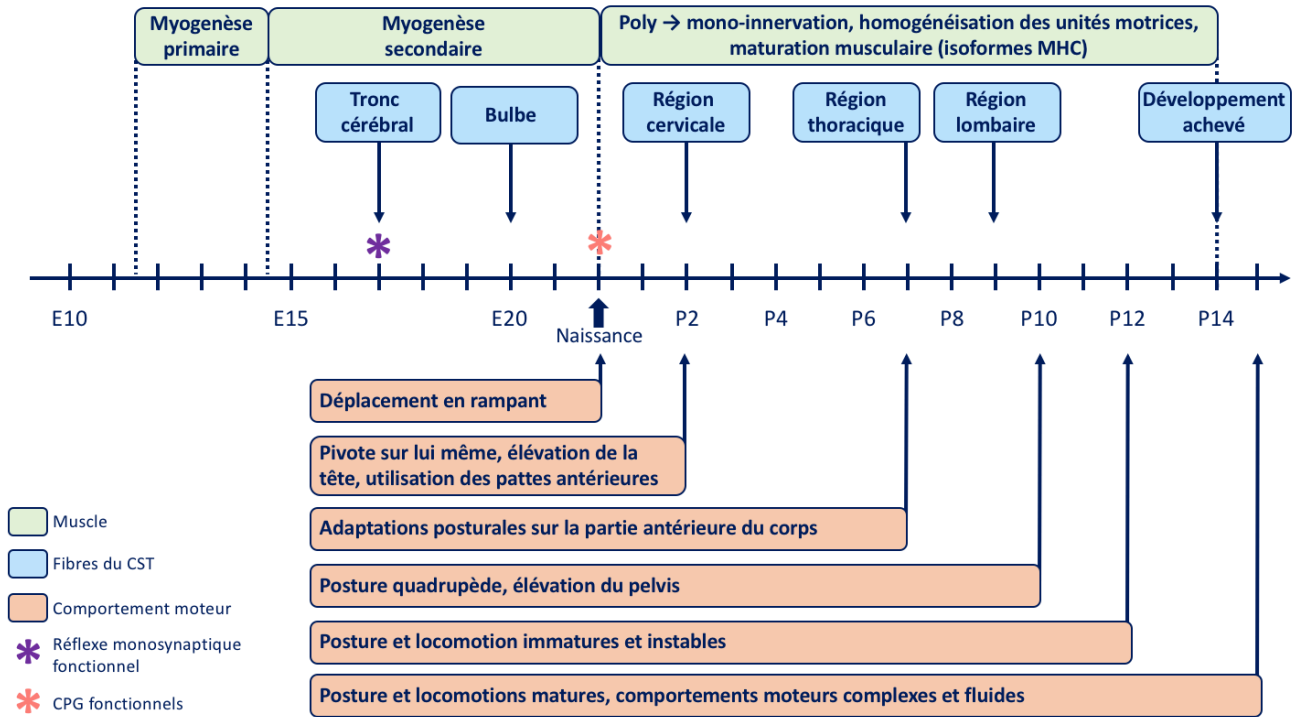 Myogenèse
primaire
Myogenèse
secondaire
Poly → mono-innervation, homogénéisation des unités motrices,
maturation musculaire (isoformes MHC)
Tronc
cérébral
Bulbe
Région
cervicale
Région
thoracique
Région
lombaire
Développement
achevé
*
*
E10
E15
E20
P2
P4
P6
P8
P10
P12
P14
Naissance
Déplacement en rampant
Pivote sur lui même, élévation de la
tête, utilisation des pattes antérieures
Adaptations posturales sur la partie antérieure du corps
Posture quadrupède, élévation du pelvis
Posture et locomotion immatures et instables
Posture et locomotions matures, comportements moteurs complexes et fluides
Muscle
Fibres du CST
Comportement moteur
* Réflexe monosynaptique
fonctionnel
* CPG fonctionnels